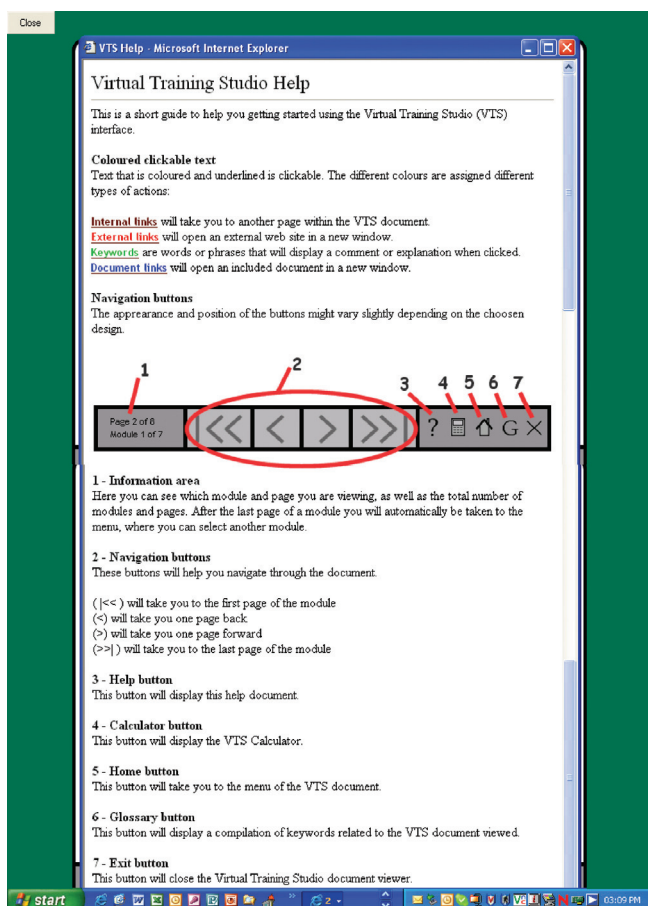 Close
VTS Help - Microsoft Internet Explorer
Virtual Training Studio Help
This is a short guide to help you getting started using the Virtual Training Studio (VTS)
interface.
Coloured clickable text
Text that is coloured and underlined is clickable. The different colours are assigned different
types of actions:
Internal links will take you to another page within the VTS document.
External links will open an external web site in a new window.
Keywords are words or phrases that will display a comment or explanation when clicked.
Document links will open an included document in a new window.
Navigation buttons
The apprearance and position of the buttons might vary slightly depending on the choosen
design.
1 2 3 4 5 6 7
Page 2 of 8
Module 1 of 7
|<< < > >>| ? G X
1 - Information area
Here you can see which module and page you are viewing, as well as the total number of
modules and pages. After the last page of a module you will automatically be taken to the
menu, where you can select another module.
2 - Navigation buttons
These buttons will help you navigate through the document.
( |<< ) will take you to the first page of the module
(<) will take you one page back
(>) will take you one page forward
(>>| ) will take you to the last page of the module
3 - Help button
This button will display this help document.
4 - Calculator button
This button will display the VTS Calculator.
5 - Home button
This button will take you to the menu of the VTS document.
6 - Glossary button
This button will display a compilation of keywords related to the VTS document viewed.
7 - Exit button
This button will close the Virtual Training Studio document viewer.
start
2
03:09 PM